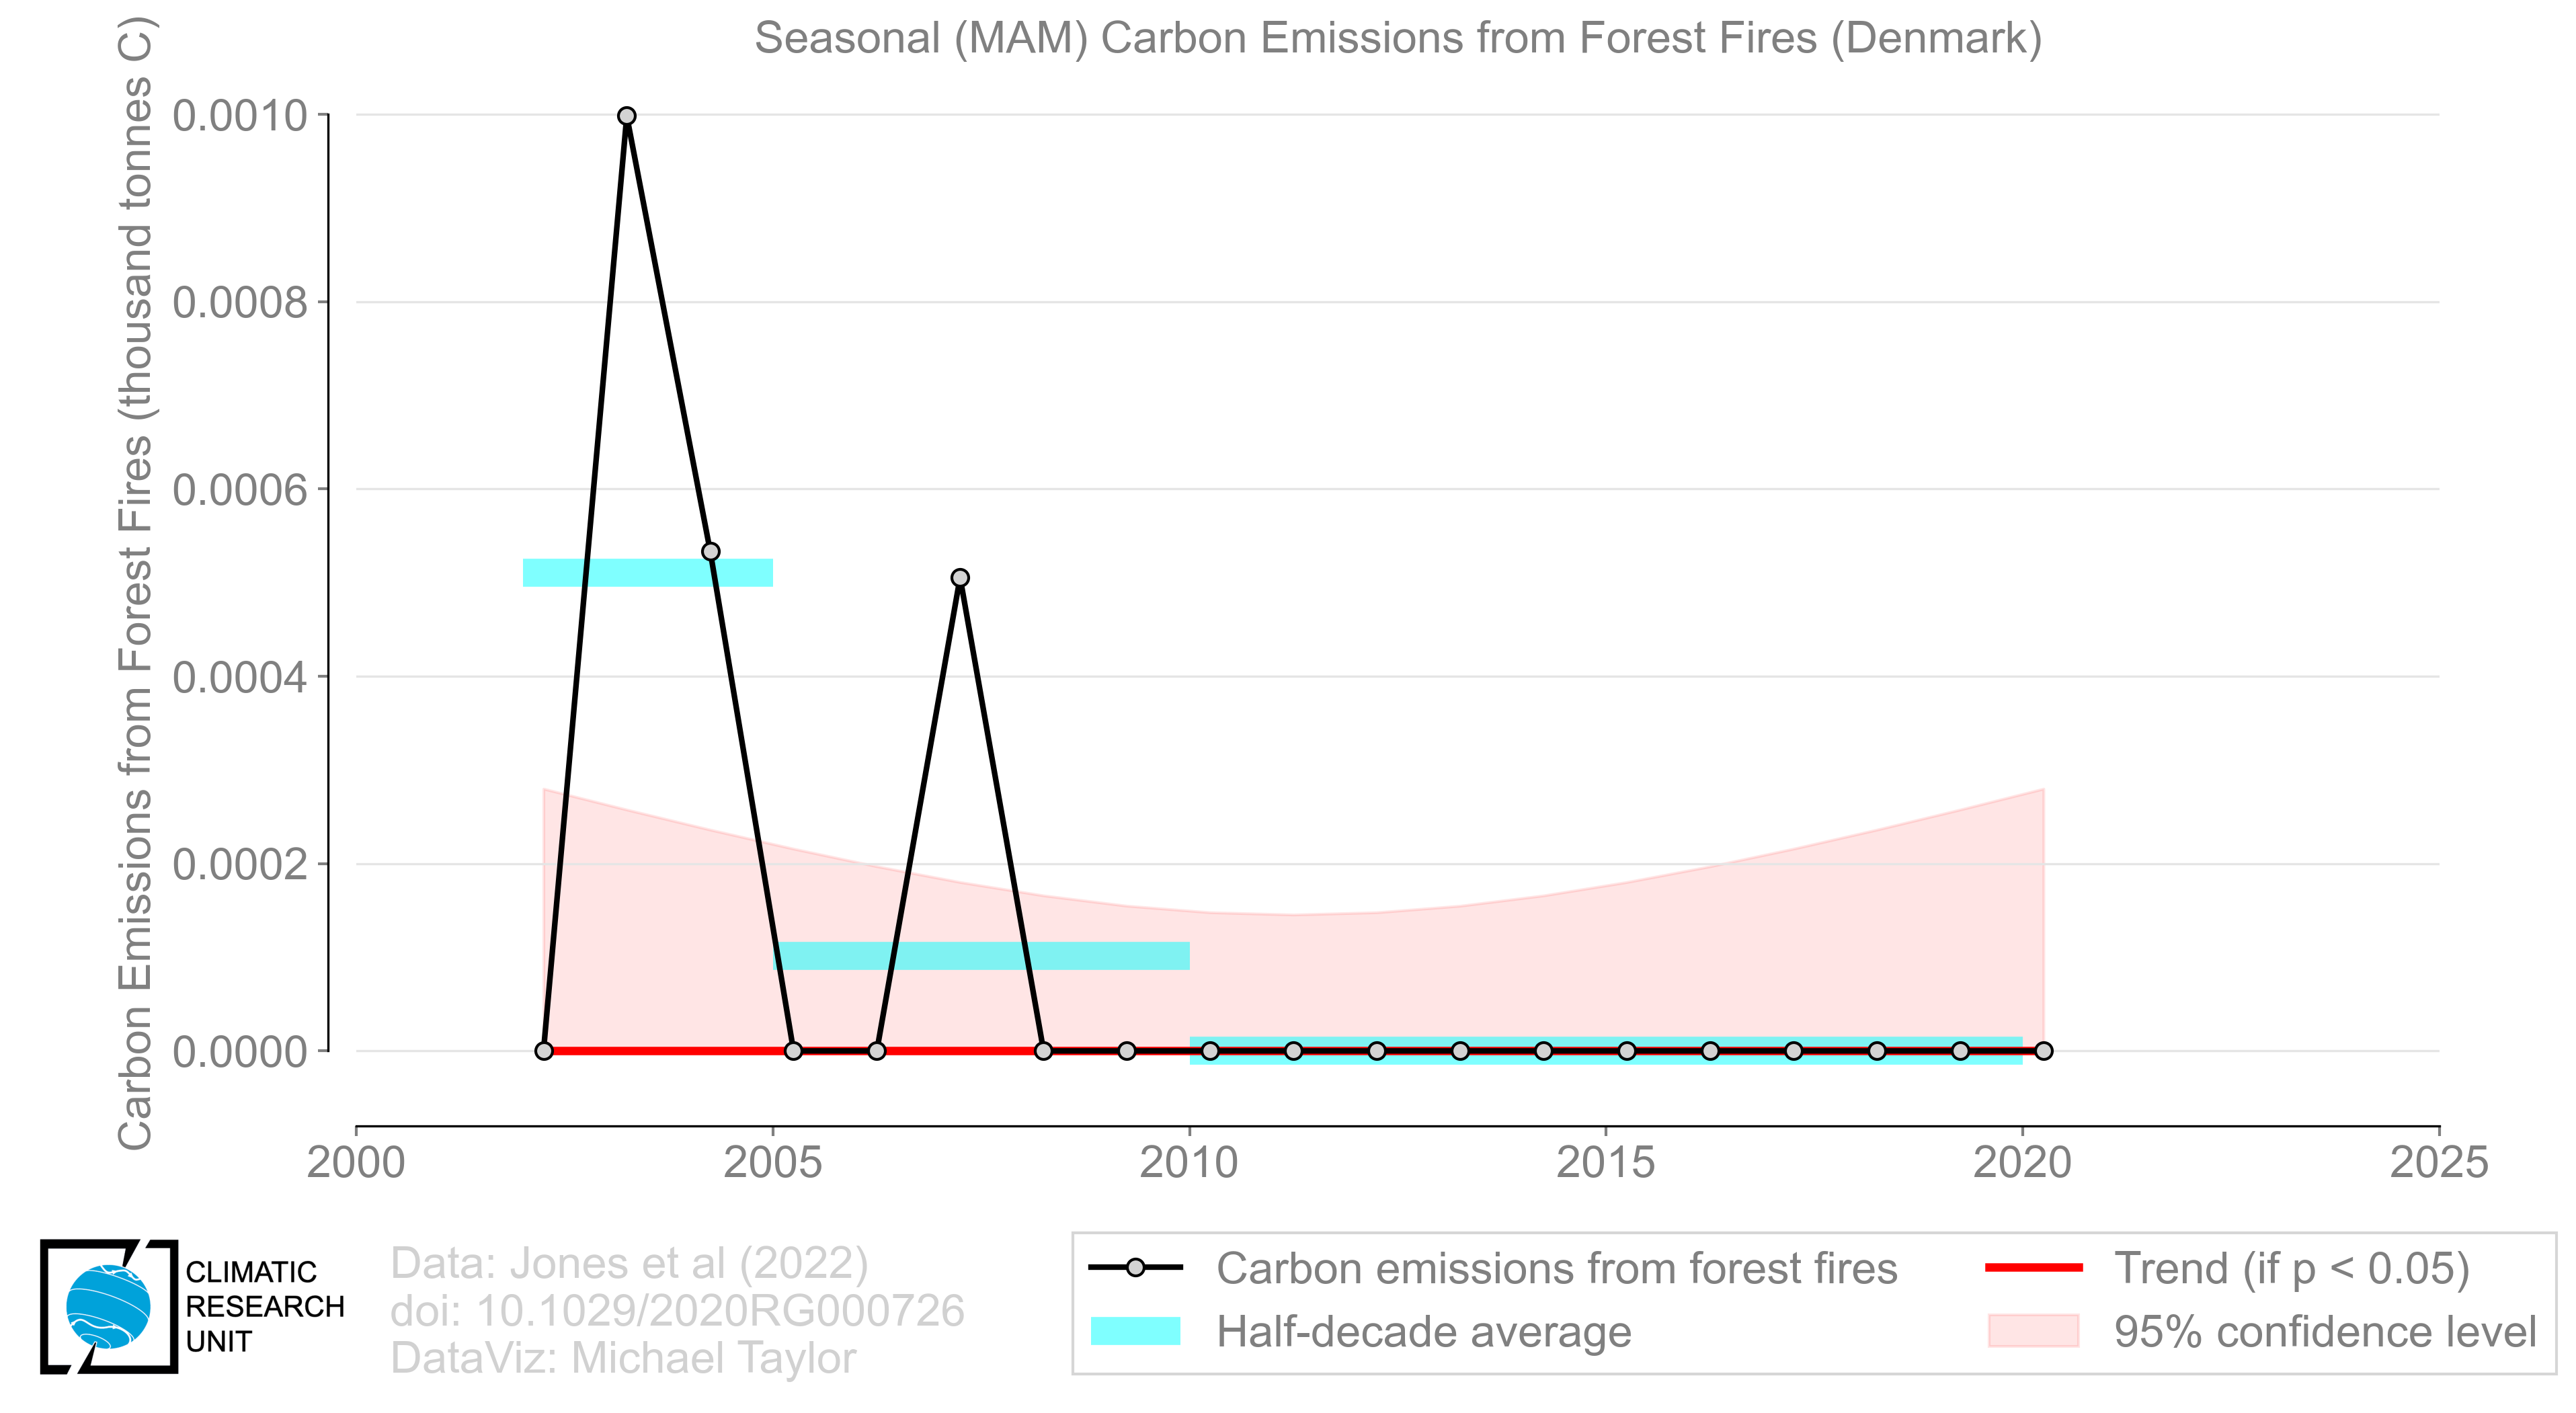 Seasonal (MAM) Carbon Emissions from Forest Fires (Denmark)
Carbon Emissions from Forest Fires (thousand tonnes C)
0.0010
0.0008
0.0006
0.0004
0.0002
0.0000
2000 2005 2010 2015 2020 2025
CLIMATIC
RESEARCH
UNIT
Data: Jones et al (2022)
doi: 10.1029/2020RG000726
DataViz: Michael Taylor
Carbon emissions from forest fires
Half-decade average
Trend (if p < 0.05)
95% confidence level